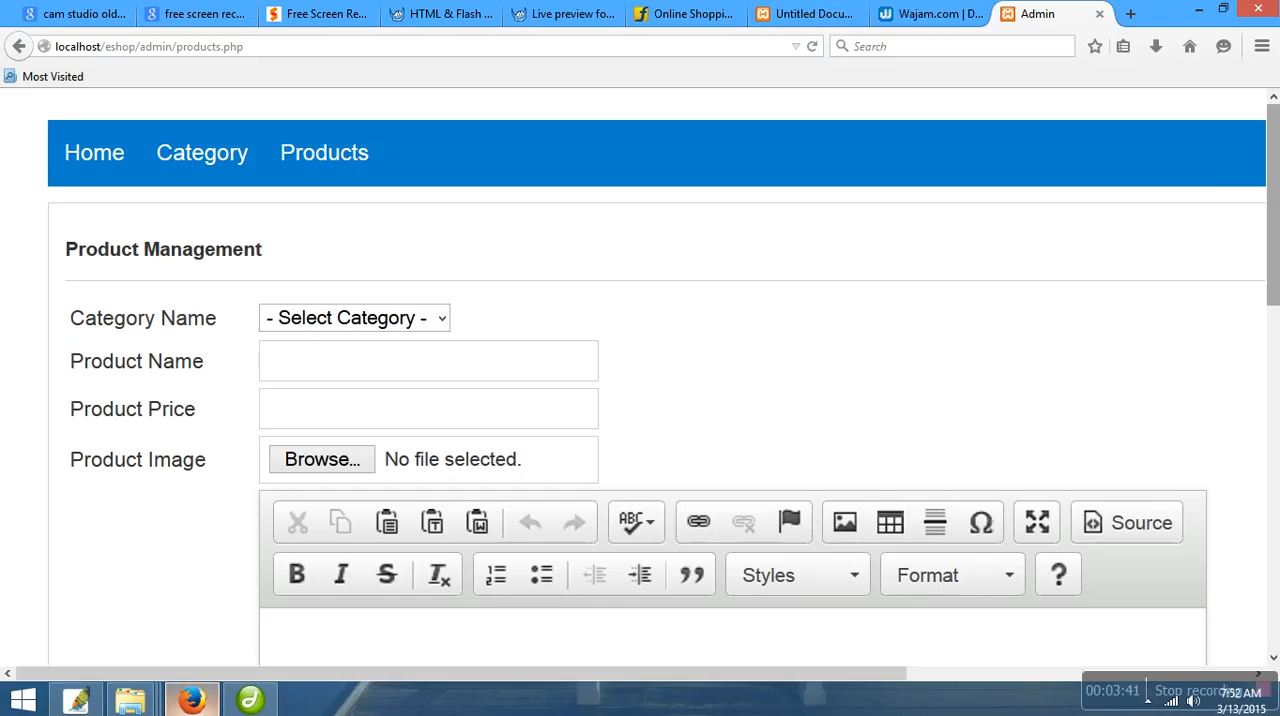 cam studio old...
free screen rec...
Free Screen Re...
HTML & Flash ...
Live preview fo...
Online Shoppi...
Untitled Docu...
Wajam.com | D...
Admin
localhost/eshop/admin/products.php
Search
Most Visited
Home Category Products
Product Management
Category Name - Select Category -
Product Name
Product Price
Product Image Browse... No file selected.
ABC
Source
B I S Tx
Styles
Format
?
00:03:41
7:52 AM
3/13/2015